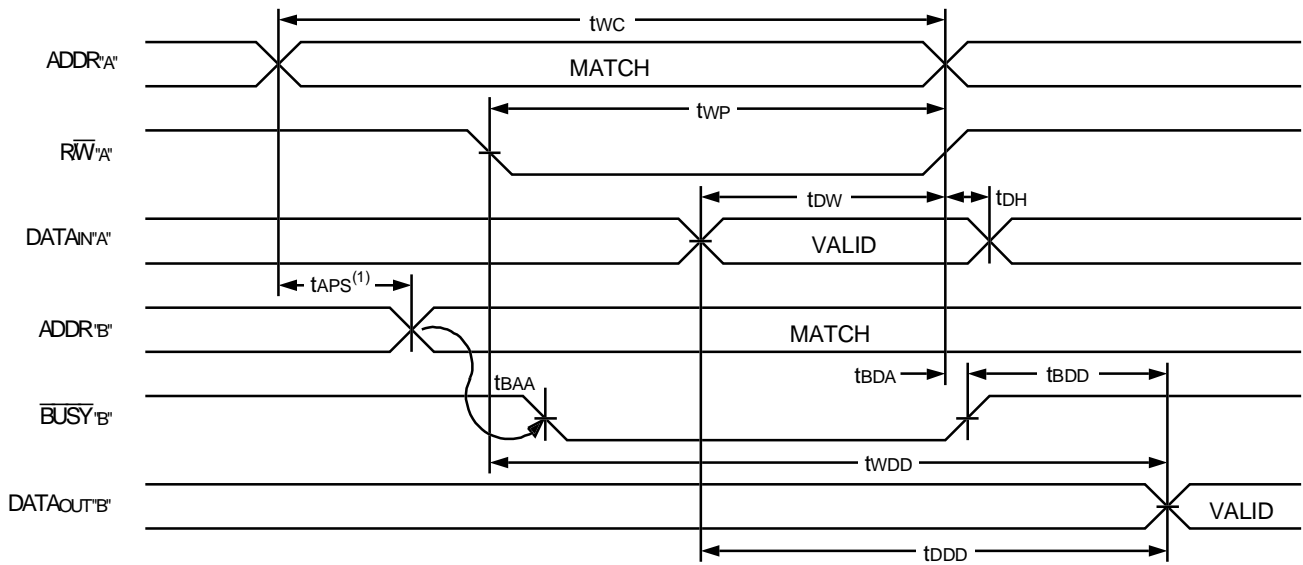 tWC
ADDR"A"
MATCH
tWP
R/W̅"A"
tDW
tDH
DATAIN"A"
VALID
tAPS(1)
ADDR"B"
MATCH
tBAA
tBDA
tBDD
B̅U̅S̅Y̅"B"
tWDD
DATAOUT"B"
VALID
tDDD